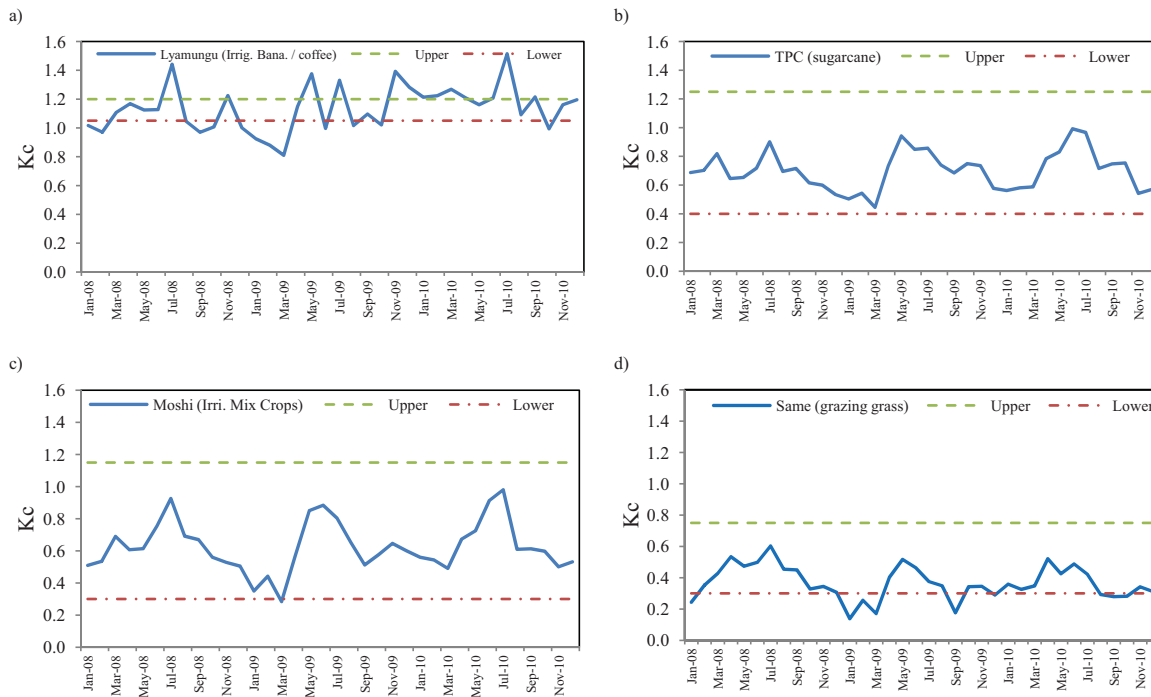 a)
Lyamungu (Irrig. Bana. / coffee) Upper Lower
Kc
1.6
1.4
1.2
1.0
0.8
0.6
0.4
0.2
0.0
Jan-08 Mar-08 May-08 Jul-08 Sep-08 Nov-08 Jan-09 Mar-09 May-09 Jul-09 Sep-09 Nov-09 Jan-10 Mar-10 May-10 Jul-10 Sep-10 Nov-10
b)
TPC (sugarcane) Upper Lower
Kc
1.6
1.4
1.2
1.0
0.8
0.6
0.4
0.2
0.0
Jan-08 Mar-08 May-08 Jul-08 Sep-08 Nov-08 Jan-09 Mar-09 May-09 Jul-09 Sep-09 Nov-09 Jan-10 Mar-10 May-10 Jul-10 Sep-10 Nov-10
c)
Moshi (Irri. Mix Crops) Upper Lower
Kc
1.6
1.4
1.2
1.0
0.8
0.6
0.4
0.2
0.0
Jan-08 Mar-08 May-08 Jul-08 Sep-08 Nov-08 Jan-09 Mar-09 May-09 Jul-09 Sep-09 Nov-09 Jan-10 Mar-10 May-10 Jul-10 Sep-10 Nov-10
d)
Same (grazing grass) Upper Lower
Kc
1.6
1.4
1.2
1.0
0.8
0.6
0.4
0.2
0.0
Jan-08 Mar-08 May-08 Jul-08 Sep-08 Nov-08 Jan-09 Mar-09 May-09 Jul-09 Sep-09 Nov-09 Jan-10 Mar-10 May-10 Jul-10 Sep-10 Nov-10